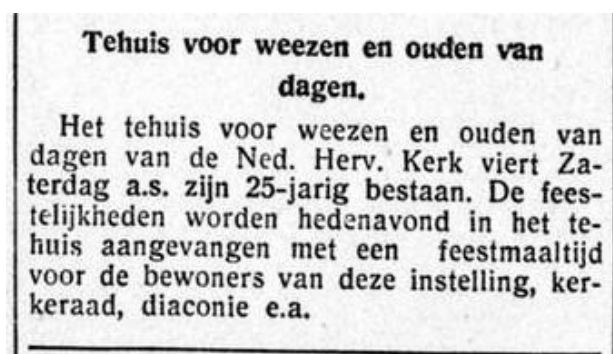 Tehuis voor weezen en ouden van
dagen.
Het tehuis voor weezen en ouden van
dagen van de Ned. Herv. Kerk viert Za-
terdag a.s. zijn 25-jarig bestaan. De fees-
telijkheden worden hedenavond in het te-
huis aangevangen met een feestmaaltijd
voor de bewoners van deze instelling, ker-
keraad, diaconie e.a.